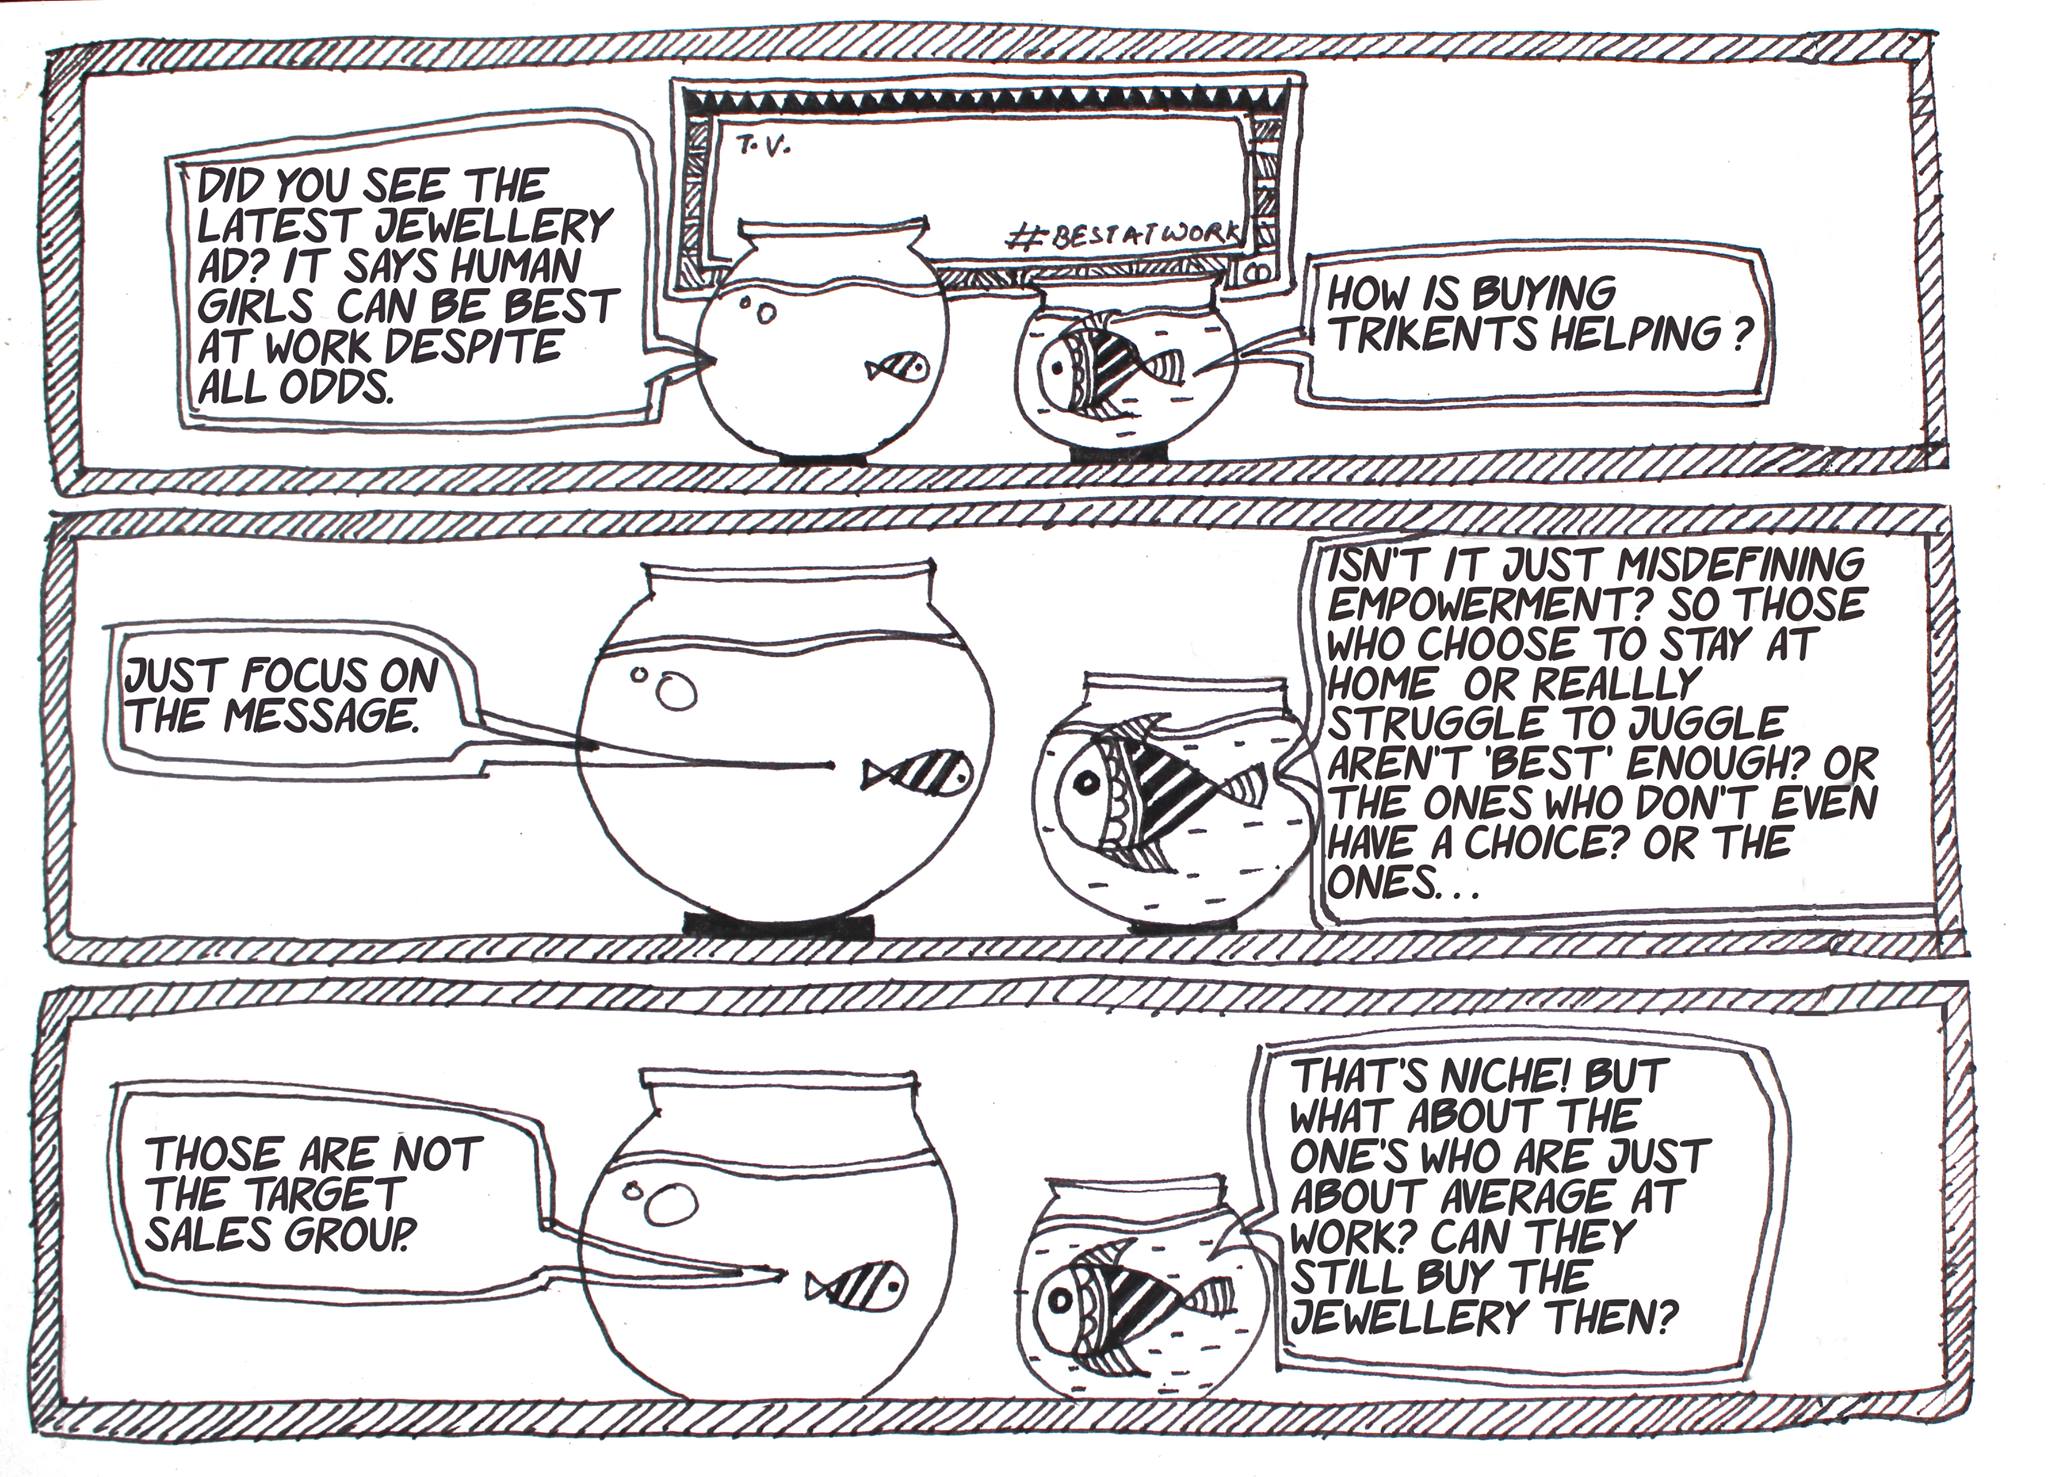 DID YOU SEE THE
LATEST JEWELLERY
AD? IT SAYS HUMAN
GIRLS CAN BE BEST
AT WORK DESPITE
ALL ODDS.
T.V.
#BESTATWORK
HOW IS BUYING
TRIKENTS HELPING ?
JUST FOCUS ON
THE MESSAGE.
ISN'T IT JUST MISDEFINING
EMPOWERMENT? SO THOSE
WHO CHOOSE TO STAY AT
HOME OR REALLLY
STRUGGLE TO JUGGLE
AREN'T 'BEST' ENOUGH? OR
THE ONES WHO DON'T EVEN
HAVE A CHOICE? OR THE
ONES...
THOSE ARE NOT
THE TARGET
SALES GROUP.
THAT'S NICHE! BUT
WHAT ABOUT THE
ONE'S WHO ARE JUST
ABOUT AVERAGE AT
WORK? CAN THEY
STILL BUY THE
JEWELLERY THEN?